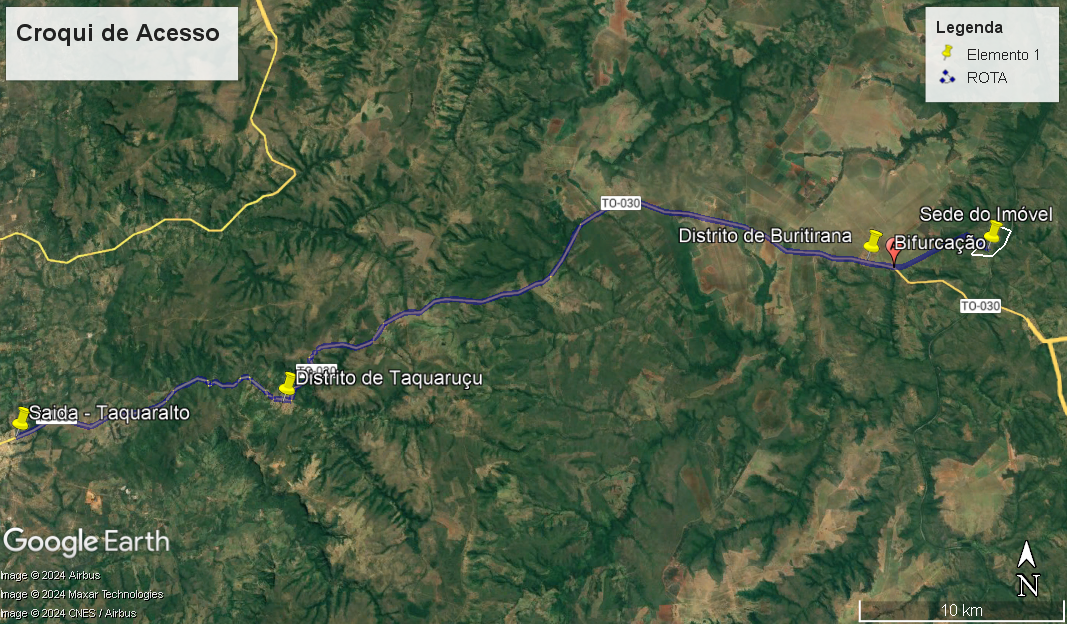 Croqui de Acesso
Legenda
Elemento 1
ROTA
TO-030
Sede do Imóvel
Distrito de Buritirana
Bifurcação
TO-030
Distrito de Taquaruçu
Saida - Taquaralto
Google Earth
Image © 2024 Airbus
Image © 2024 Maxar Technologies
Image © 2024 CNES / Airbus
N
10 km